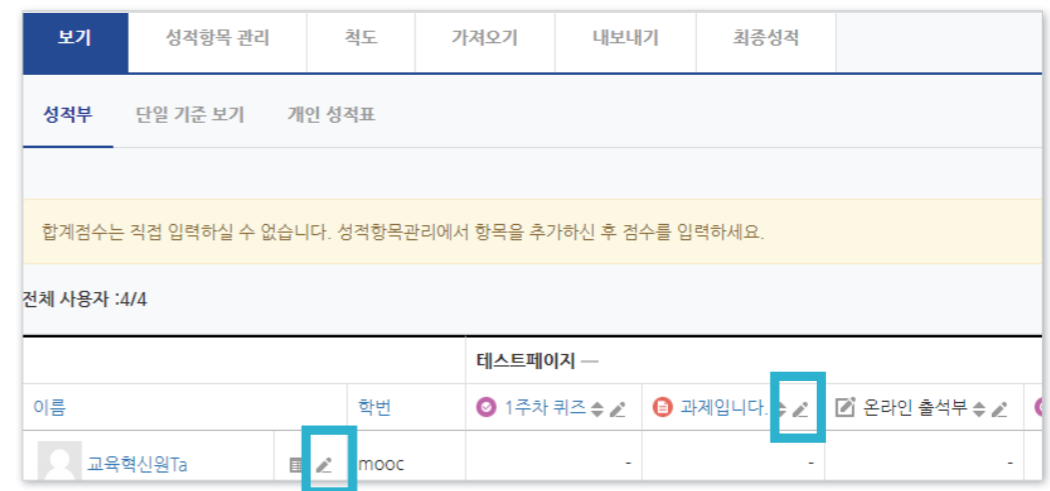 보기 성적항목 관리 척도 가져오기 내보내기 최종성적
성적부 단일 기준 보기 개인 성적표
합계점수는 직접 입력하실 수 없습니다. 성적항목관리에서 항목을 추가하신 후 점수를 입력하세요.
전체 사용자 :4/4
테스트페이지 —
이름 학번 1주차 퀴즈 과제입니다. 온라인 출석부
교육혁신원Ta mooc - - -